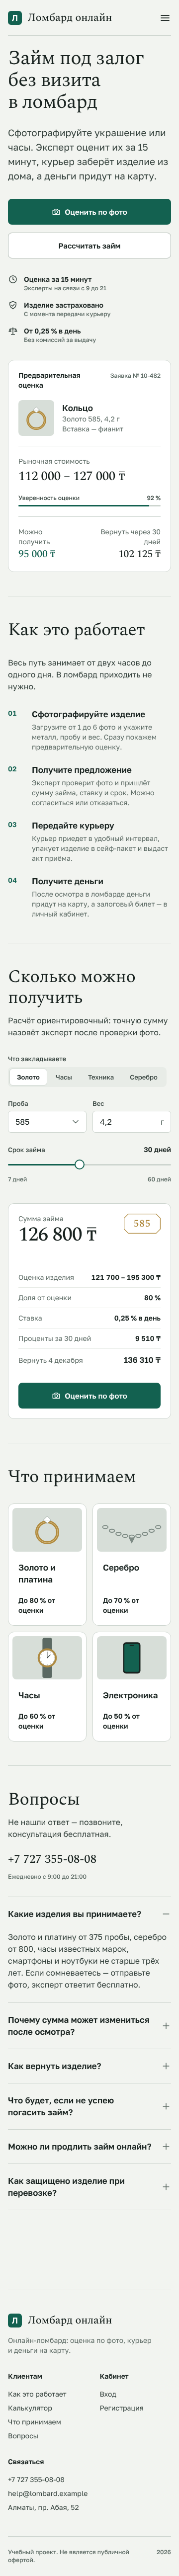 Л Ломбард онлайн
Займ под залог
без визита
в ломбард
Сфотографируйте украшение или
часы. Эксперт оценит их за 15
минут, курьер заберёт изделие из
дома, а деньги придут на карту.
Оценить по фото
Рассчитать займ
Оценка за 15 минут
Эксперты на связи с 9 до 21
Изделие застраховано
С момента передачи курьеру
От 0,25 % в день
Без комиссий за выдачу
Предварительная
оценка
Заявка № 10-482
Кольцо
Золото 585, 4,2 г
Вставка — фианит
Рыночная стоимость
112 000 – 127 000 ₸
Уверенность оценки 92 %
Можно
получить
95 000 ₸
Вернуть через 30
дней
102 125 ₸
Как это работает
Весь путь занимает от двух часов до
одного дня. В ломбард приходить не
нужно.
01 Сфотографируйте изделие
Загрузите от 1 до 6 фото и укажите
металл, пробу и вес. Сразу покажем
предварительную оценку.
02 Получите предложение
Эксперт проверит фото и пришлёт
сумму займа, ставку и срок. Можно
согласиться или отказаться.
03 Передайте курьеру
Курьер приедет в удобный интервал,
упакует изделие в сейф-пакет и выдаст
акт приёма.
04 Получите деньги
После осмотра в ломбарде деньги
придут на карту, а залоговый билет — в
личный кабинет.
Сколько можно
получить
Расчёт ориентировочный: точную сумму
назовёт эксперт после проверки фото.
Что закладываете
Золото Часы Техника Серебро
Проба Вес
585 4,2 г
Срок займа 30 дней
7 дней 60 дней
Сумма займа
126 800 ₸
585
Оценка изделия 121 700 – 195 300 ₸
Доля от оценки 80 %
Ставка 0,25 % в день
Проценты за 30 дней 9 510 ₸
Вернуть 4 декабря 136 310 ₸
Оценить по фото
Что принимаем
Золото и
платина
До 80 % от
оценки
Серебро
До 70 % от
оценки
Часы
До 60 % от
оценки
Электроника
До 50 % от
оценки
Вопросы
Не нашли ответ — позвоните,
консультация бесплатная.
+7 727 355-08-08
Ежедневно с 9:00 до 21:00
Какие изделия вы принимаете?
Золото и платину от 375 пробы, серебро
от 800, часы известных марок,
смартфоны и ноутбуки не старше трёх
лет. Если сомневаетесь — отправьте
фото, эксперт ответит бесплатно.
Почему сумма может измениться
после осмотра?
Как вернуть изделие?
Что будет, если не успею
погасить займ?
Можно ли продлить займ онлайн?
Как защищено изделие при
перевозке?
Л Ломбард онлайн
Онлайн-ломбард: оценка по фото, курьер
и деньги на карту.
Клиентам
Как это работает
Калькулятор
Что принимаем
Вопросы
Кабинет
Вход
Регистрация
Связаться
+7 727 355-08-08
help@lombard.example
Алматы, пр. Абая, 52
Учебный проект. Не является публичной
офертой.
2026